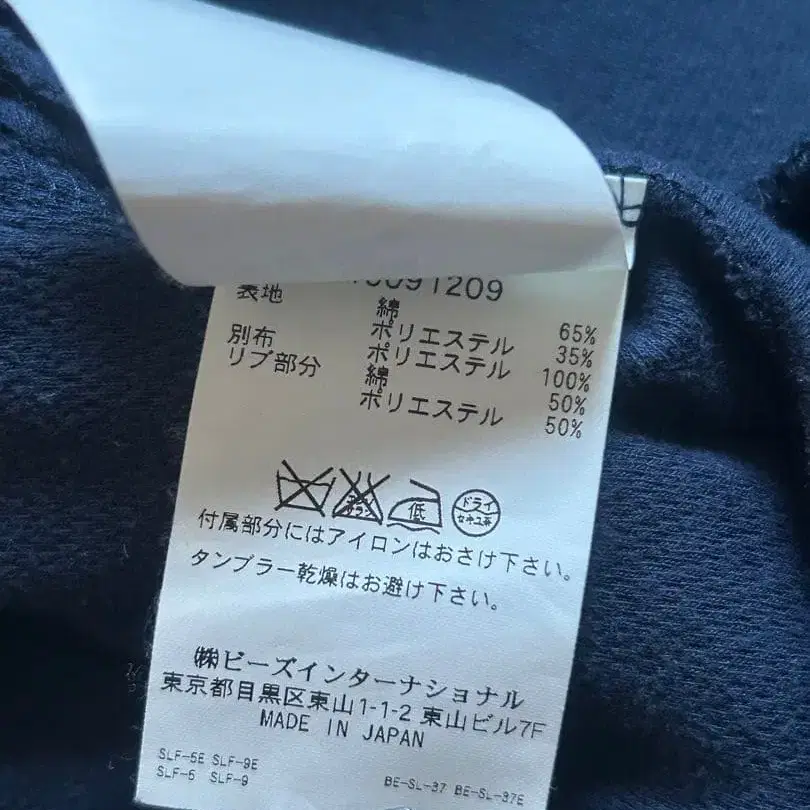 0091209
表地 綿 65%
ポリエステル 35%
別布 ポリエステル 100%
リブ部分 綿 50%
ポリエステル 50%
低
ドライ
セキユ系
付属部分にはアイロンはおさけ下さい。
タンブラー乾燥はお避け下さい。
㈱ビーズインターナショナル
東京都目黒区東山1-1-2 東山ビル7F
MADE IN JAPAN
SLF-5E SLF-9E
SLF-5 SLF-9
BE-SL-37 BE-SL-37E